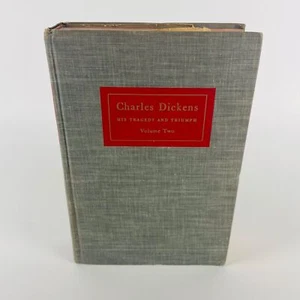 Charles Dickens
HIS TRAGEDY AND TRIUMPH
Volume Two